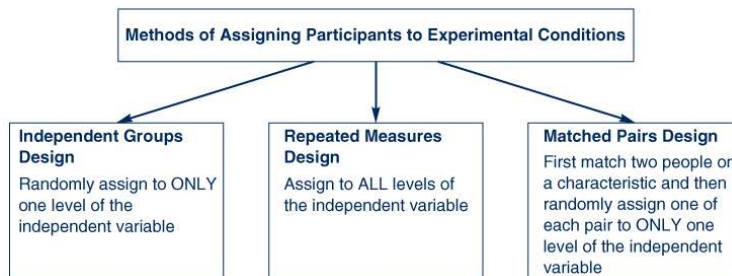 Methods of Assigning Participants to Experimental Conditions
Independent Groups
Design
Randomly assign to ONLY
one level of the
independent variable
Repeated Measures
Design
Assign to ALL levels of
the independent variable
Matched Pairs Design
First match two people on
a characteristic and then
randomly assign one of
each pair to ONLY one
level of the independent
variable